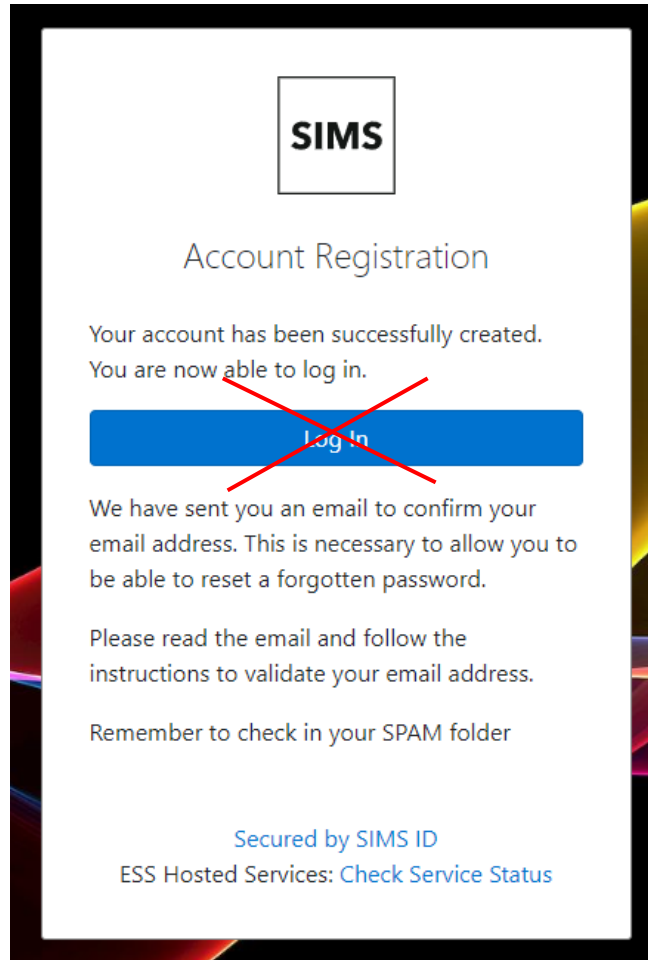 SIMS
Account Registration
Your account has been successfully created.
You are now able to log in.
Log In
We have sent you an email to confirm your
email address. This is necessary to allow you to
be able to reset a forgotten password.
Please read the email and follow the
instructions to validate your email address.
Remember to check in your SPAM folder
Secured by SIMS ID
ESS Hosted Services: Check Service Status